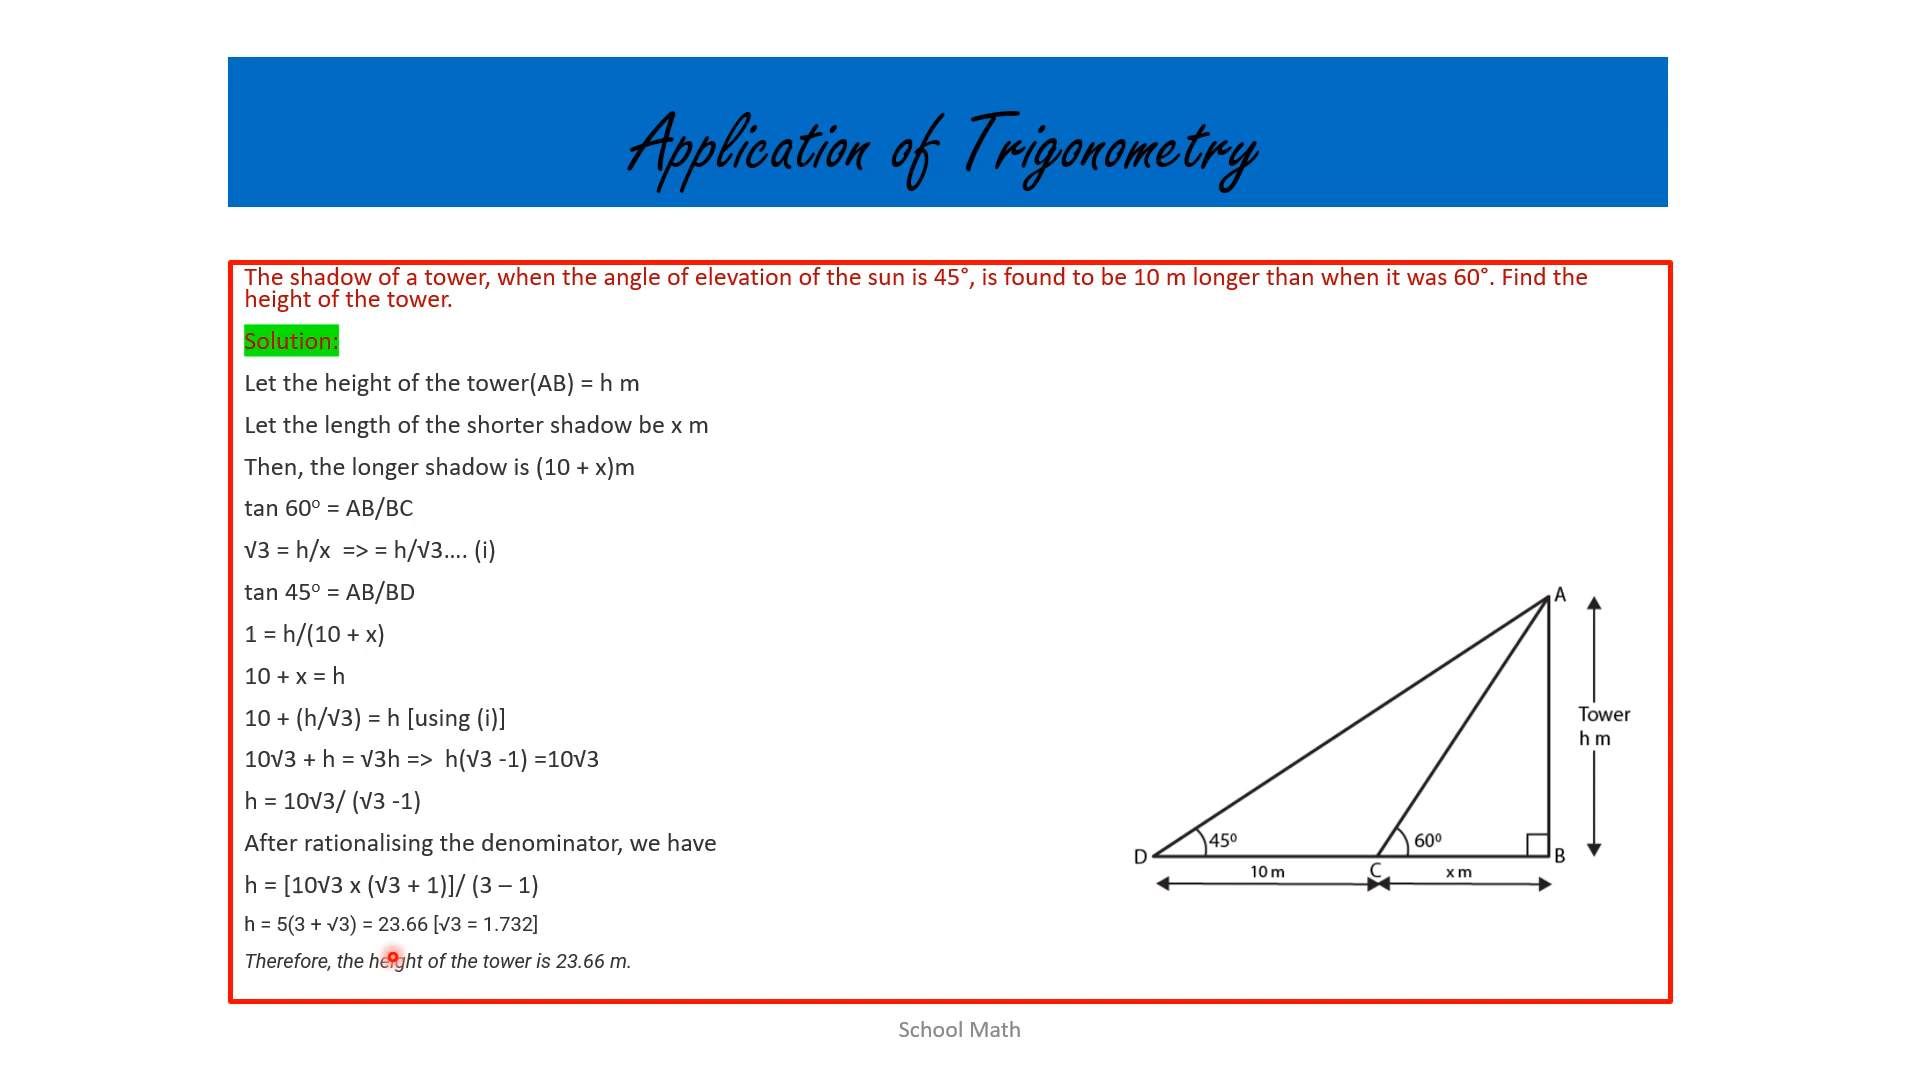 Application of Trigonometry
The shadow of a tower, when the angle of elevation of the sun is 45°, is found to be 10 m longer than when it was 60°. Find the
height of the tower.
Solution:
Let the height of the tower(AB) = h m
Let the length of the shorter shadow be x m
Then, the longer shadow is (10 + x)m
tan 60° = AB/BC
√3 = h/x  => = h/√3…. (i)
tan 45° = AB/BD
1 = h/(10 + x)
10 + x = h
10 + (h/√3) = h [using (i)]
10√3 + h = √3h =>  h(√3 -1) =10√3
h = 10√3/ (√3 -1)
After rationalising the denominator, we have
h = [10√3 x (√3 + 1)]/ (3 – 1)
h = 5(3 + √3) = 23.66 [√3 = 1.732]
Therefore, the height of the tower is 23.66 m.
A
Tower
h m
45°
60°
D
B
10 m
C
x m
School Math